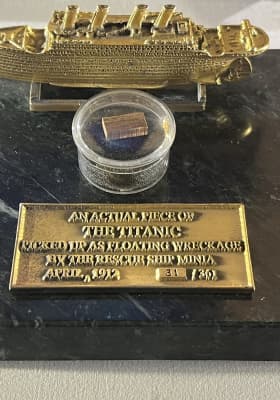 AN ACTUAL PIECE OF
THE TITANIC
PICKED UP AS FLOATING WRECKAGE
BY THE RESCUE SHIP MINIA
APRIL, 1912 31 / 30